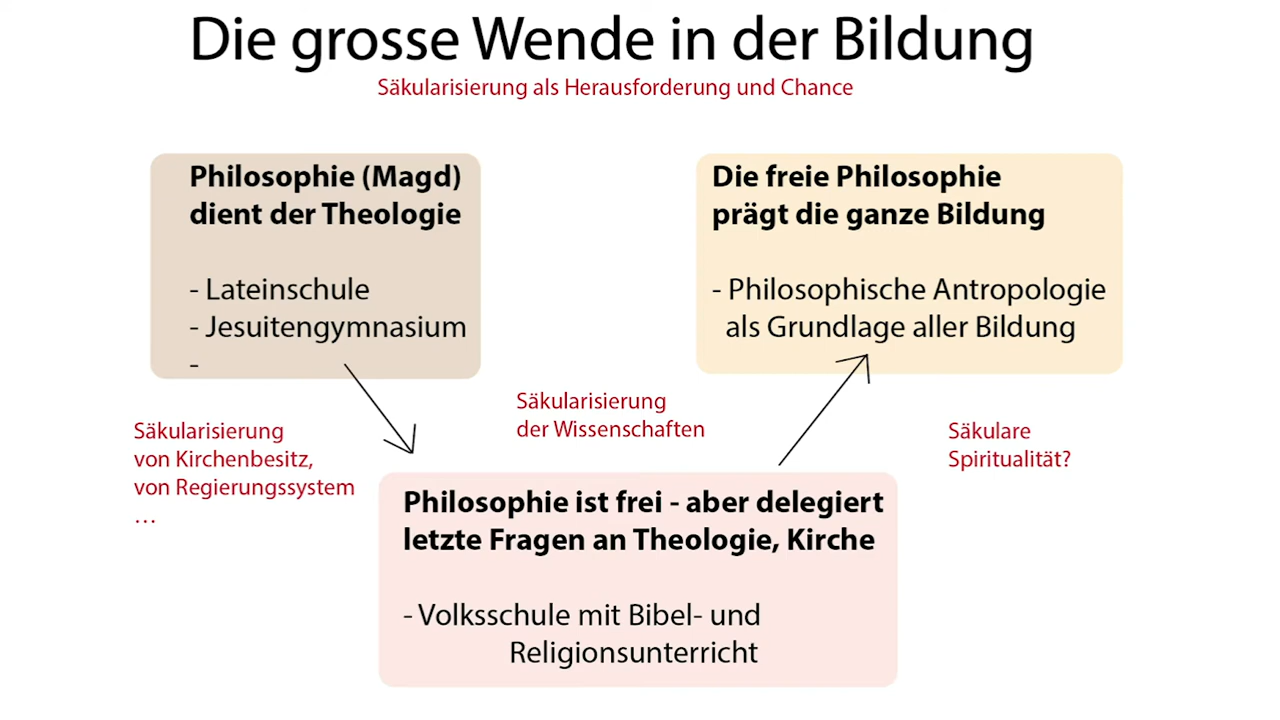 Die grosse Wende in der Bildung
Säkularisierung als Herausforderung und Chance
Philosophie (Magd)
dient der Theologie
- Lateinschule
- Jesuitengymnasium
-
Die freie Philosophie
prägt die ganze Bildung
- Philosophische Antropologie
als Grundlage aller Bildung
Säkularisierung
von Kirchenbesitz,
von Regierungssystem
…
Säkularisierung
der Wissenschaften
Säkulare
Spiritualität?
Philosophie ist frei - aber delegiert
letzte Fragen an Theologie, Kirche
- Volksschule mit Bibel- und
Religionsunterricht